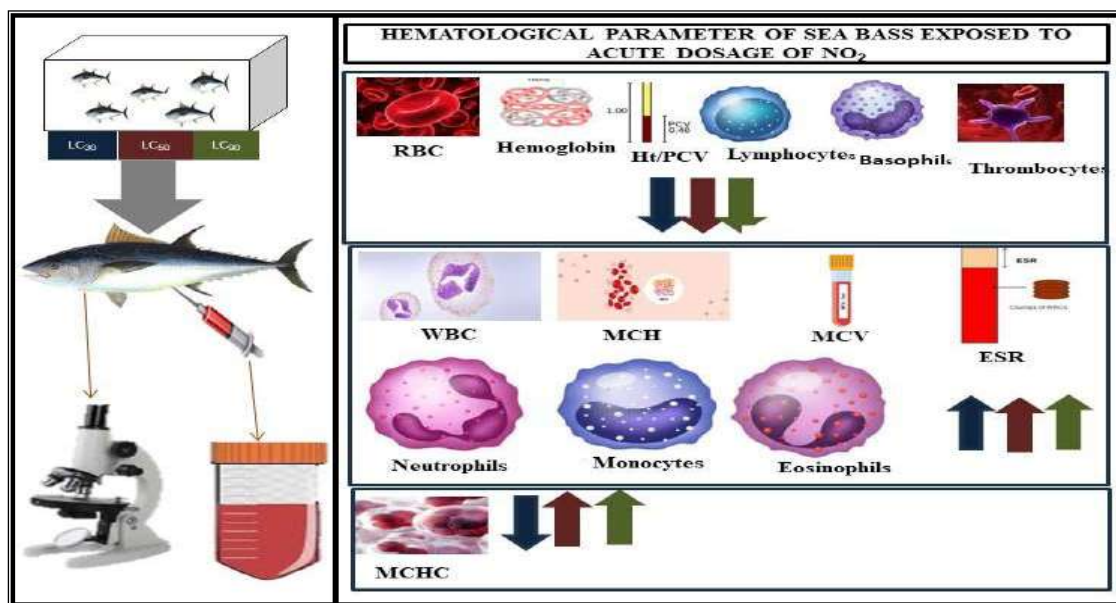 HEMATOLOGICAL PARAMETER OF SEA BASS EXPOSED TO
ACUTE DOSAGE OF NO₂
LC₃₀
LC₅₀
LC₉₀
1.00
PCV
0.46
RBC
Hemoglobin
Ht/PCV
Lymphocytes
Basophils
Thrombocytes
ESR
WBC
MCH
MCV
ESR
Neutrophils
Monocytes
Eosinophils
MCHC